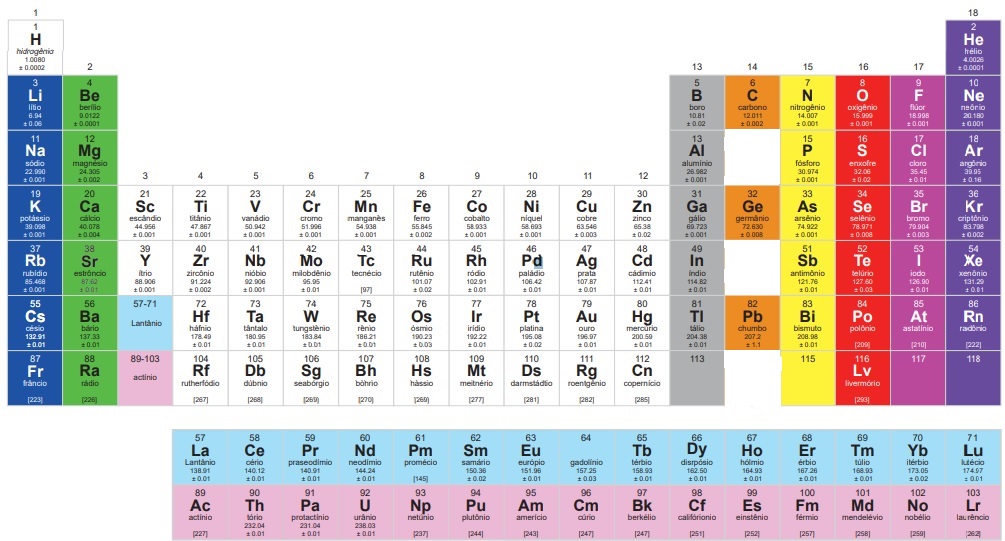 1 18
1 2
H He
hidrogênio hélio
1.0080 4.0026
± 0.0002 ± 0.0001
2 13 14 15 16 17
3 4 5 6 7 8 9 10
Li Be B C N O F Ne
lítio berílio boro carbono nitrogênio oxigênio flúor neônio
6.94 9.0122 10.81 12.011 14.007 15.999 18.998 20.180
± 0.06 ± 0.0001 ± 0.02 ± 0.002 ± 0.001 ± 0.001 ± 0.001 ± 0.001
11 12 13 15 16 17 18
Na Mg Al P S Cl Ar
sódio magnésio alumínio fósforo enxofre cloro argônio
22.990 24.305 26.982 30.974 32.06 35.45 39.95
± 0.001 ± 0.002 ± 0.001 ± 0.001 ± 0.02 ± 0.01 ± 0.16
3 4 5 6 7 8 9 10 11 12
19 20 21 22 23 24 25 26 27 28 29 30 31 32 33 34 35 36
K Ca Sc Ti V Cr Mn Fe Co Ni Cu Zn Ga Ge As Se Br Kr
potássio cálcio escândio titânio vanádio cromo manganês ferro cobalto níquel cobre zinco gálio germânio arsênio selênio bromo criptônio
39.098 40.078 44.956 47.867 50.942 51.996 54.938 55.845 58.933 58.693 63.546 65.38 69.723 72.630 74.922 78.971 79.904 83.798
± 0.001 ± 0.004 ± 0.001 ± 0.001 ± 0.001 ± 0.001 ± 0.001 ± 0.002 ± 0.001 ± 0.001 ± 0.003 ± 0.02 ± 0.001 ± 0.008 ± 0.001 ± 0.008 ± 0.003 ± 0.002
37 38 39 40 41 42 43 44 45 46 47 48 49 51 52 53 54
Rb Sr Y Zr Nb Mo Tc Ru Rh Pd Ag Cd In Sb Te I Xe
rubídio estrôncio ítrio zircônio nióbio milobdênio tecnécio rutênio ródio paládio prata cádimio índio antimônio telúrio iodo xenônio
85.468 87.62 88.906 91.224 92.906 95.95 [97] 101.07 102.91 106.42 107.87 112.41 114.82 121.76 127.60 126.90 131.29
± 0.001 ± 0.01 ± 0.001 ± 0.002 ± 0.001 ± 0.01 ± 0.02 ± 0.01 ± 0.01 ± 0.01 ± 0.01 ± 0.01 ± 0.01 ± 0.03 ± 0.01 ± 0.01
55 56 57-71 72 73 74 75 76 77 78 79 80 81 82 83 84 85 86
Cs Ba Hf Ta W Re Os Ir Pt Au Hg Tl Pb Bi Po At Rn
césio bário Lantânio háfnio tântalo tungstênio rênio ósmio irídio platina ouro mercúrio tálio chumbo bismuto polônio astatínio radônio
132.91 137.33 178.49 180.95 183.84 186.21 190.23 192.22 195.08 196.97 200.59 204.38 207.2 208.98 [209] [210] [222]
± 0.01 ± 0.01 ± 0.01 ± 0.01 ± 0.01 ± 0.01 ± 0.03 ± 0.01 ± 0.02 ± 0.01 ± 0.01 ± 0.01 ± 1.1 ± 0.01
87 88 89-103 104 105 106 107 108 109 110 111 112 113 115 116 117 118
Fr Ra Rf Db Sg Bh Hs Mt Ds Rg Cn Lv
frâncio rádio actínio rutherfódio dúbnio seabórgio bóhrio hássio meitnério darmstádtio roentgênio copernício livermório
[223] [226] [267] [268] [269] [270] [269] [277] [281] [282] [285] [293]
57 58 59 60 61 62 63 64 65 66 67 68 69 70 71
La Ce Pr Nd Pm Sm Eu Tb Dy Ho Er Tm Yb Lu
Lantânio cério praseodímio neodímio promécio samário európio gadolínio térbio disrpósio hólmio érbio túlio itérbio lutécio
138.91 140.12 140.91 144.24 [145] 150.36 151.96 157.25 158.93 162.50 164.93 167.26 168.93 173.05 174.97
± 0.01 ± 0.01 ± 0.01 ± 0.01 ± 0.02 ± 0.01 ± 0.03 ± 0.01 ± 0.01 ± 0.01 ± 0.01 ± 0.01 ± 0.02 ± 0.01
89 90 91 92 93 94 95 96 97 98 99 100 101 102 103
Ac Th Pa U Np Pu Am Cm Bk Cf Es Fm Md No Lr
actínio tório protactínio urânio netúnio plutônio amerício cúrio berkélio califórionio einstênio férmio mendelévio nobélio laurêncio
[227] 232.04 231.04 238.03 [237] [244] [243] [247] [247] [251] [252] [257] [258] [259] [262]
± 0.01 ± 0.01 ± 0.01